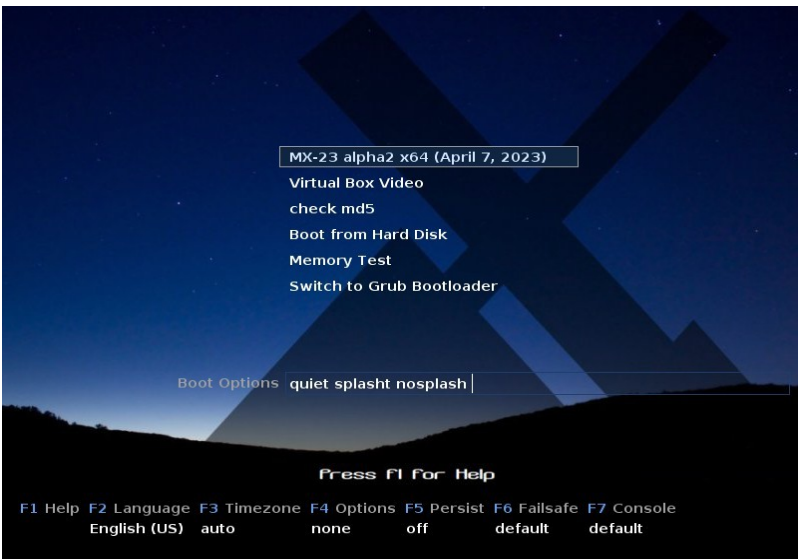 MX-23 alpha2 x64 (April 7, 2023)
Virtual Box Video
check md5
Boot from Hard Disk
Memory Test
Switch to Grub Bootloader
Boot Options quiet splasht nosplash
Press F1 for Help
F1 Help F2 Language F3 Timezone F4 Options F5 Persist F6 Failsafe F7 Console
English (US) auto none off default default